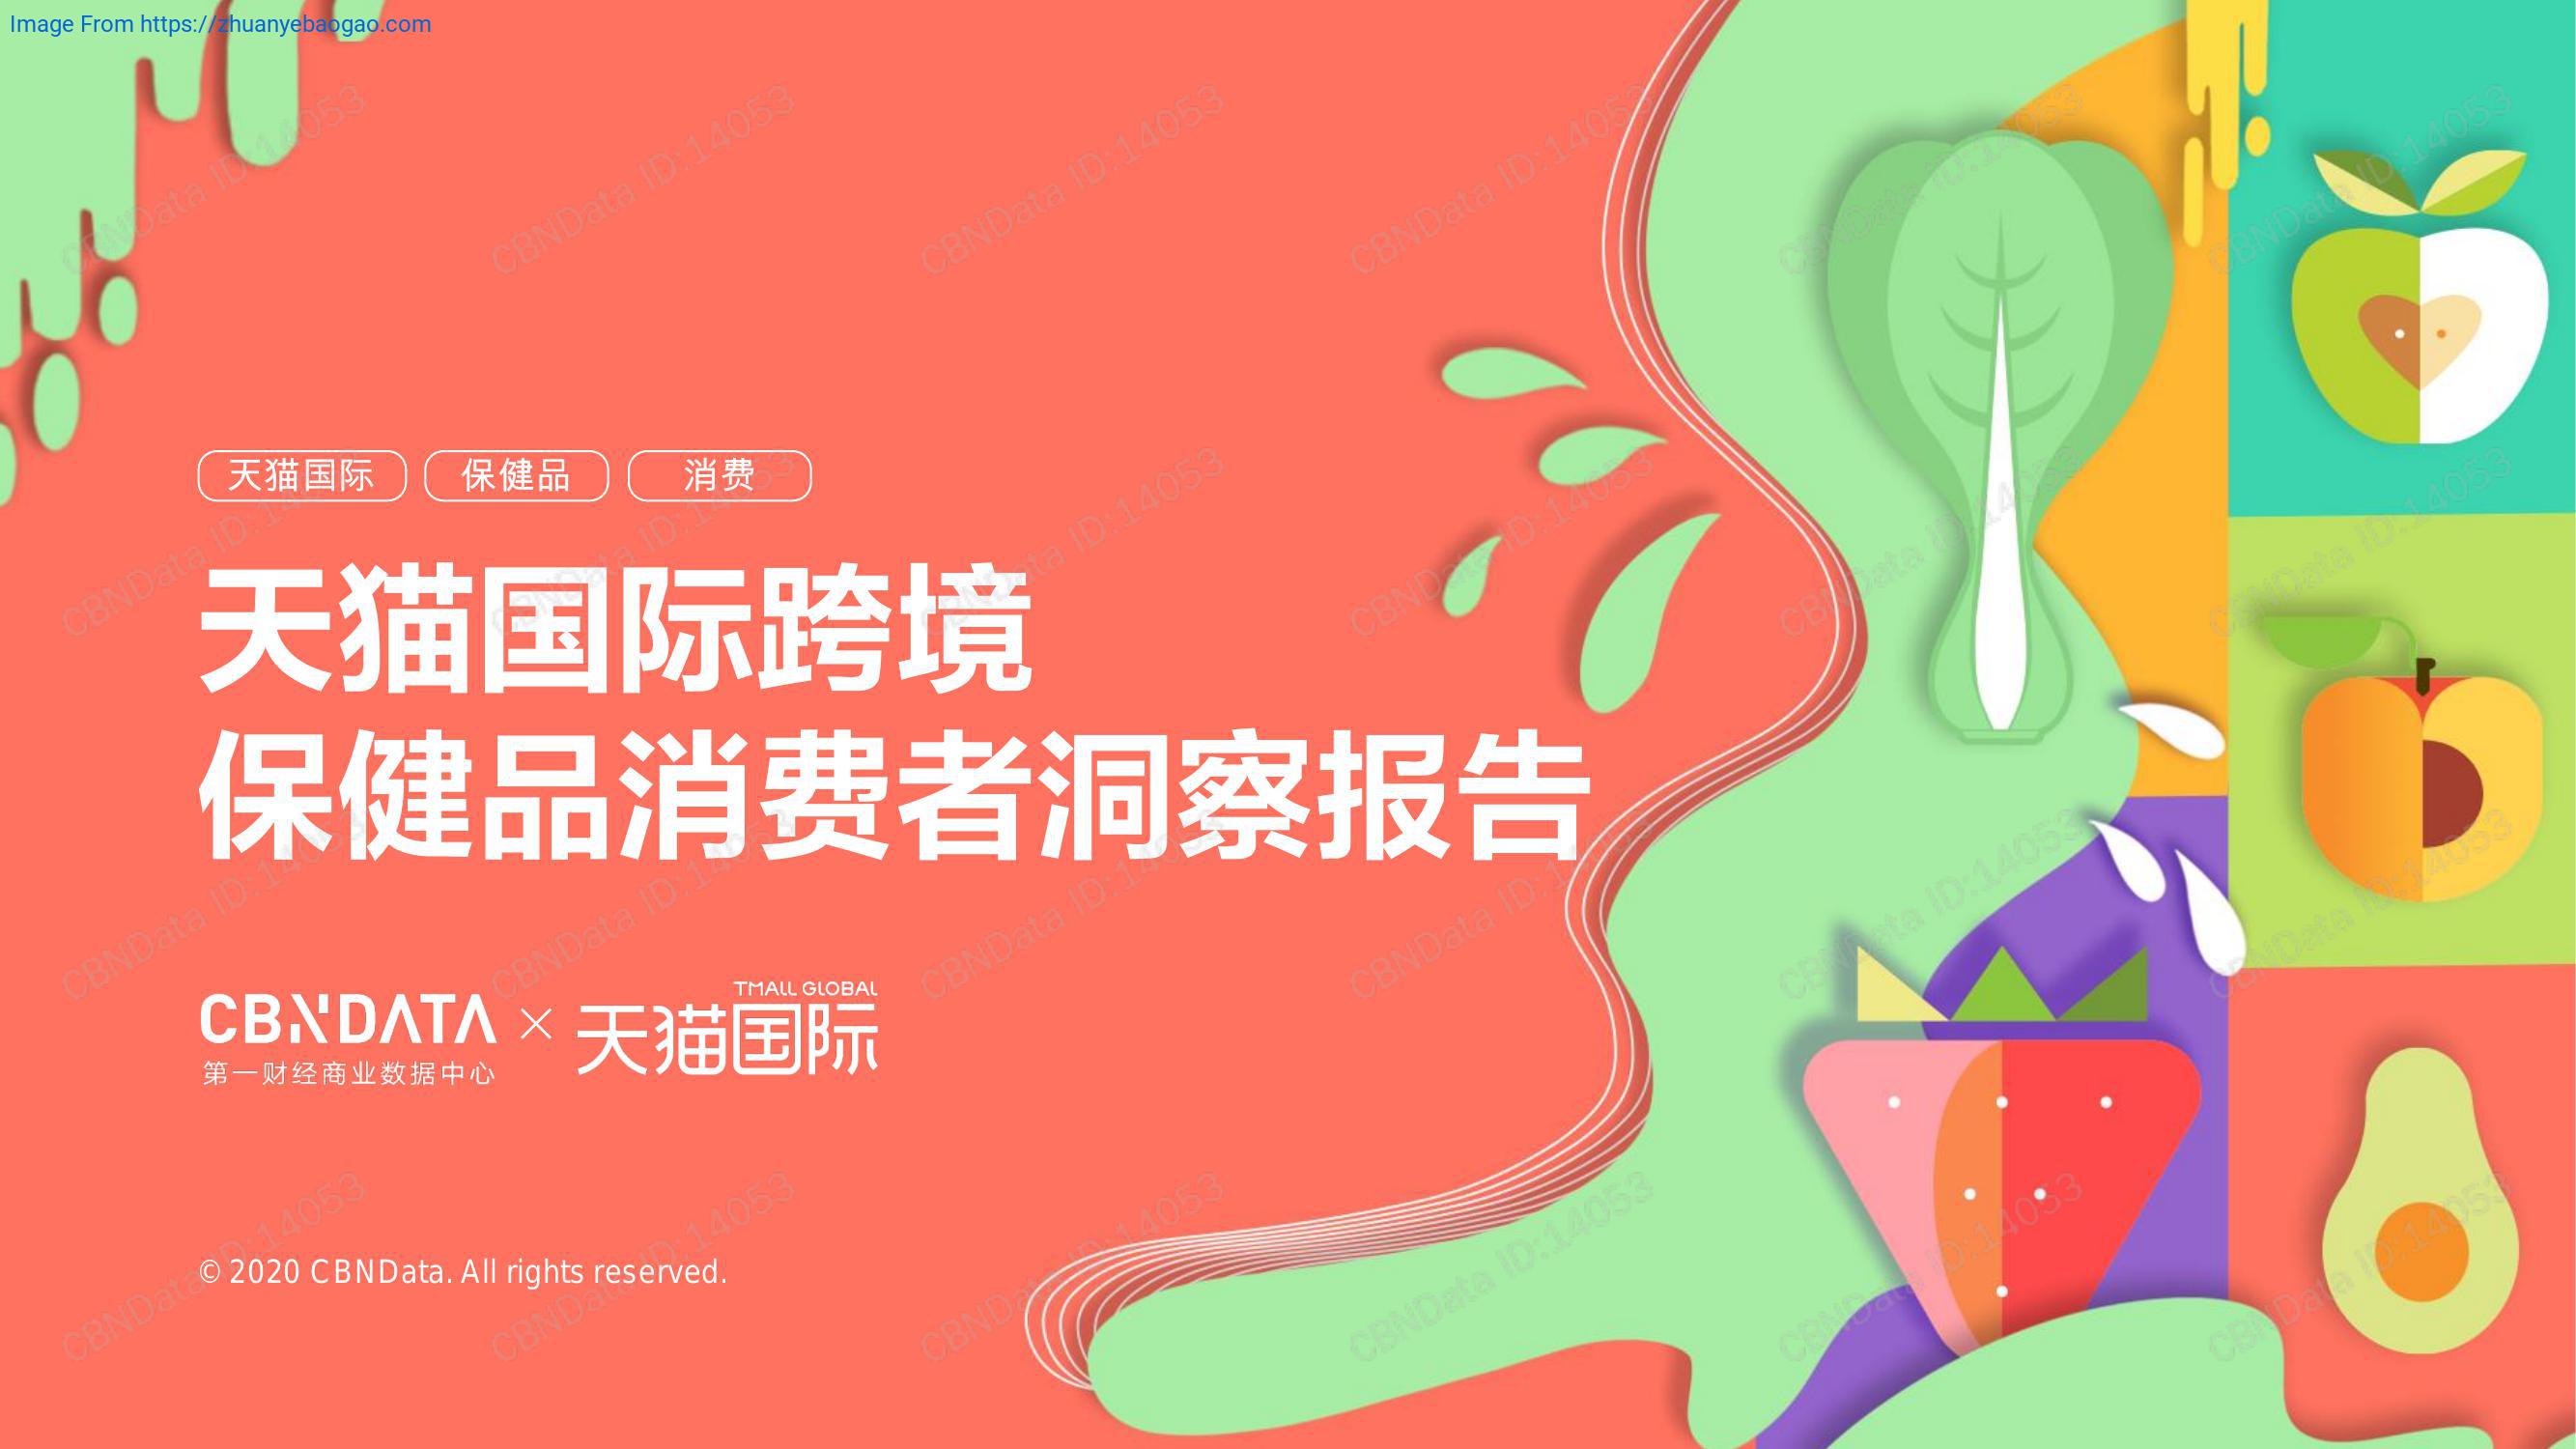 Image From https://zhuanyebaogao.com
天猫国际 保健品 消费
天猫国际跨境
保健品消费者洞察报告
CBNDATA × TMALL GLOBAL 天猫国际
第一财经商业数据中心
© 2020 CBNData. All rights reserved.
CBNData ID:14053